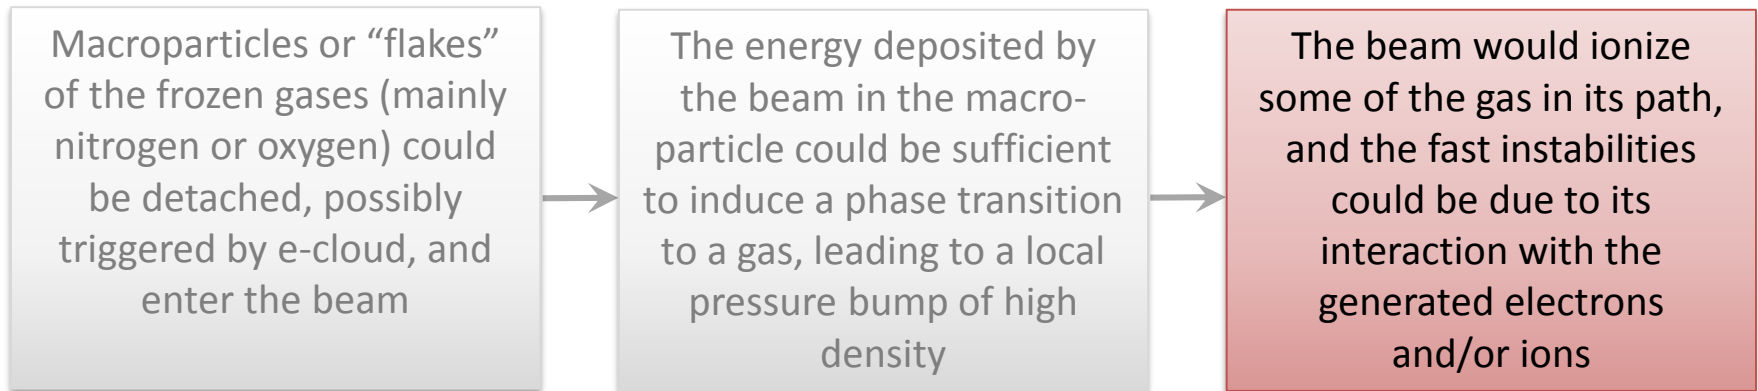 Macroparticles or “flakes”
of the frozen gases (mainly
nitrogen or oxygen) could
be detached, possibly
triggered by e-cloud, and
enter the beam
The energy deposited by
the beam in the macro-
particle could be sufficient
to induce a phase transition
to a gas, leading to a local
pressure bump of high
density
The beam would ionize
some of the gas in its path,
and the fast instabilities
could be due to its
interaction with the
generated electrons
and/or ions